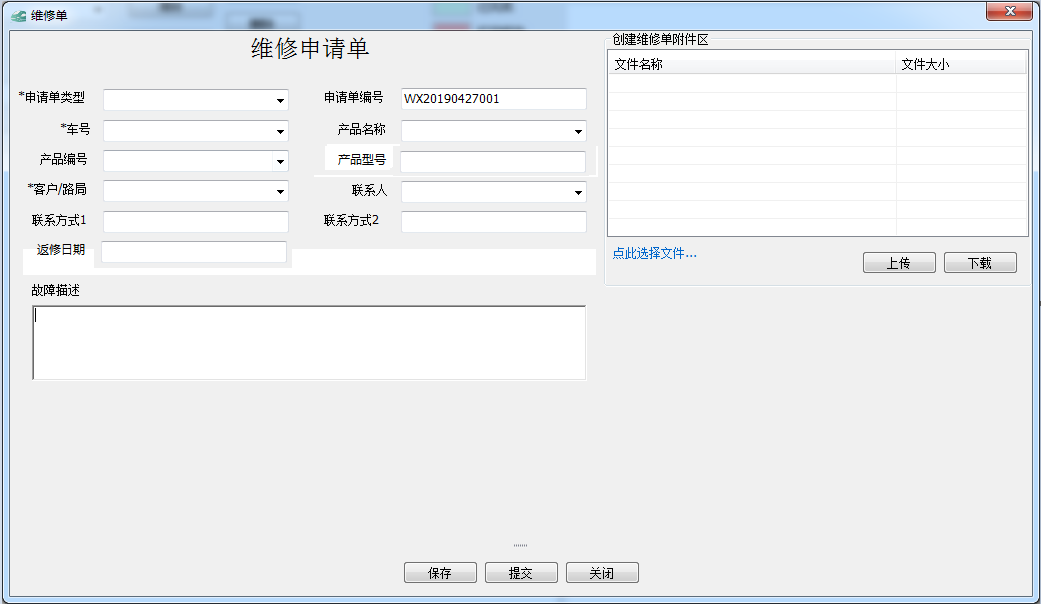 维修单
维修申请单
*申请单类型
申请单编号 WX20190427001
*车号
产品名称
产品编号
产品型号
*客户/路局
联系人
联系方式1
联系方式2
返修日期
故障描述
创建维修单附件区
文件名称 文件大小
点此选择文件...
上传 下载
保存 提交 关闭